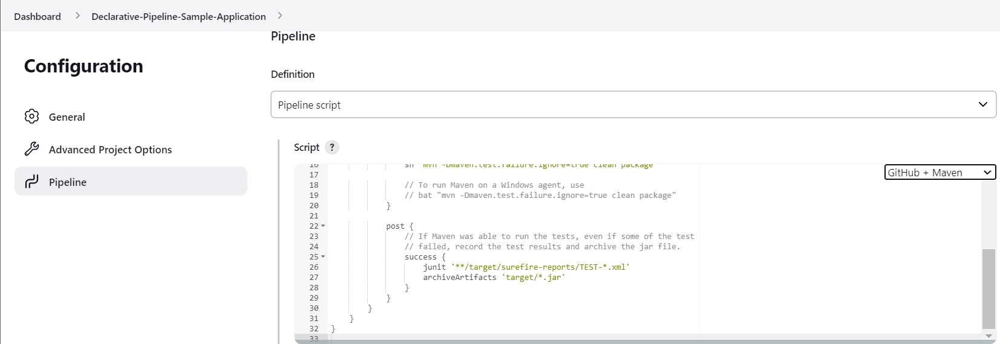 Dashboard > Declarative-Pipeline-Sample-Application >
Configuration
General
Advanced Project Options
Pipeline
Pipeline
Definition
Pipeline script
Script ?
GitHub + Maven
16 sh "mvn -Dmaven.test.failure.ignore=true clean package"
17
18 // To run Maven on a Windows agent, use
19 // bat "mvn -Dmaven.test.failure.ignore=true clean package"
20 }
21
22 post {
23 // If Maven was able to run the tests, even if some of the test
24 // failed, record the test results and archive the jar file.
25 success {
26 junit '**/target/surefire-reports/TEST-*.xml'
27 archiveArtifacts 'target/*.jar'
28 }
29 }
30 }
31 }
32 }
33